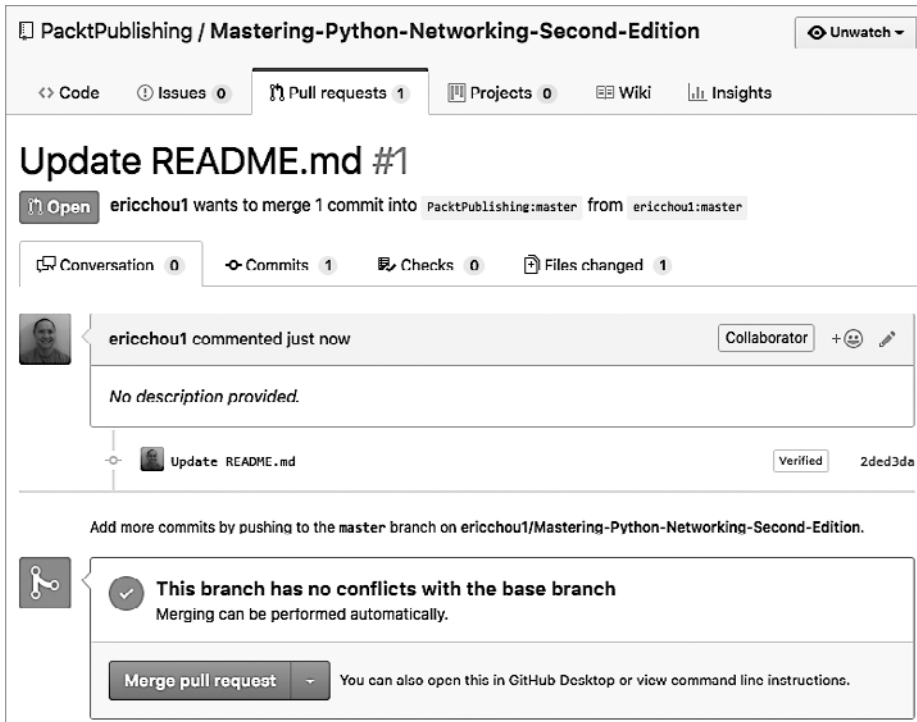 PacktPublishing / Mastering-Python-Networking-Second-Edition
Unwatch
Code Issues 0 Pull requests 1 Projects 0 Wiki Insights
Update README.md #1
Open ericchou1 wants to merge 1 commit into PacktPublishing:master from ericchou1:master
Conversation 0 Commits 1 Checks 0 Files changed 1
ericchou1 commented just now Collaborator +
No description provided.
Update README.md Verified 2ded3da
Add more commits by pushing to the master branch on ericchou1/Mastering-Python-Networking-Second-Edition.
This branch has no conflicts with the base branch
Merging can be performed automatically.
Merge pull request You can also open this in GitHub Desktop or view command line instructions.